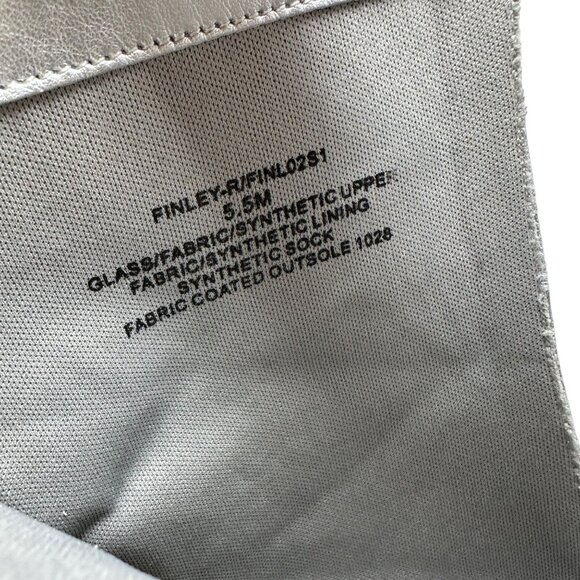 FINLEY-R/FINL02S1
5.5M
GLASS/FABRIC/SYNTHETIC UPPER
FABRIC/SYNTHETIC LINING
SYNTHETIC SOCK
FABRIC COATED OUTSOLE 1028